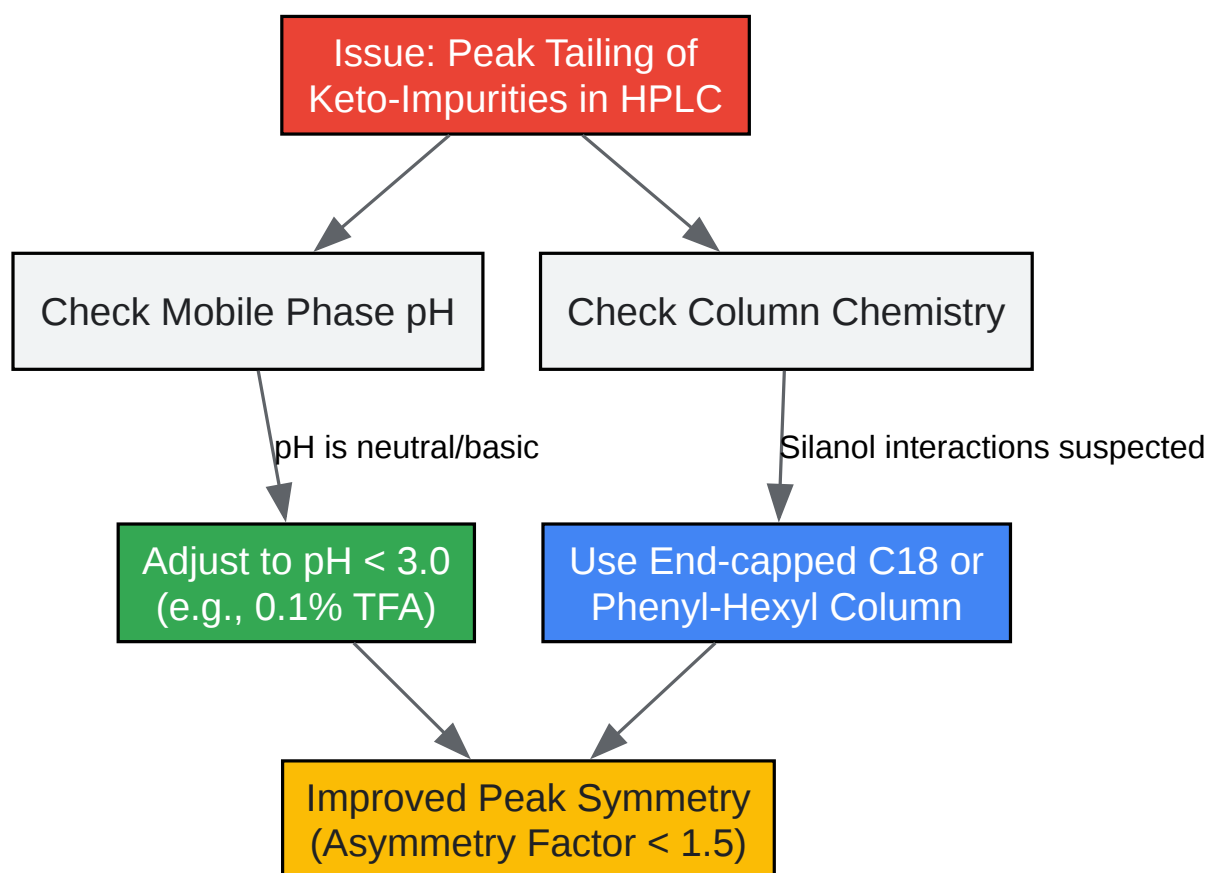 Issue: Peak Tailing of
Keto-Impurities in HPLC
Check Mobile Phase pH
Check Column Chemistry
pH is neutral/basic
Silanol interactions suspected
Adjust to pH < 3.0
(e.g., 0.1% TFA)
Use End-capped C18 or
Phenyl-Hexyl Column
Improved Peak Symmetry
(Asymmetry Factor < 1.5)